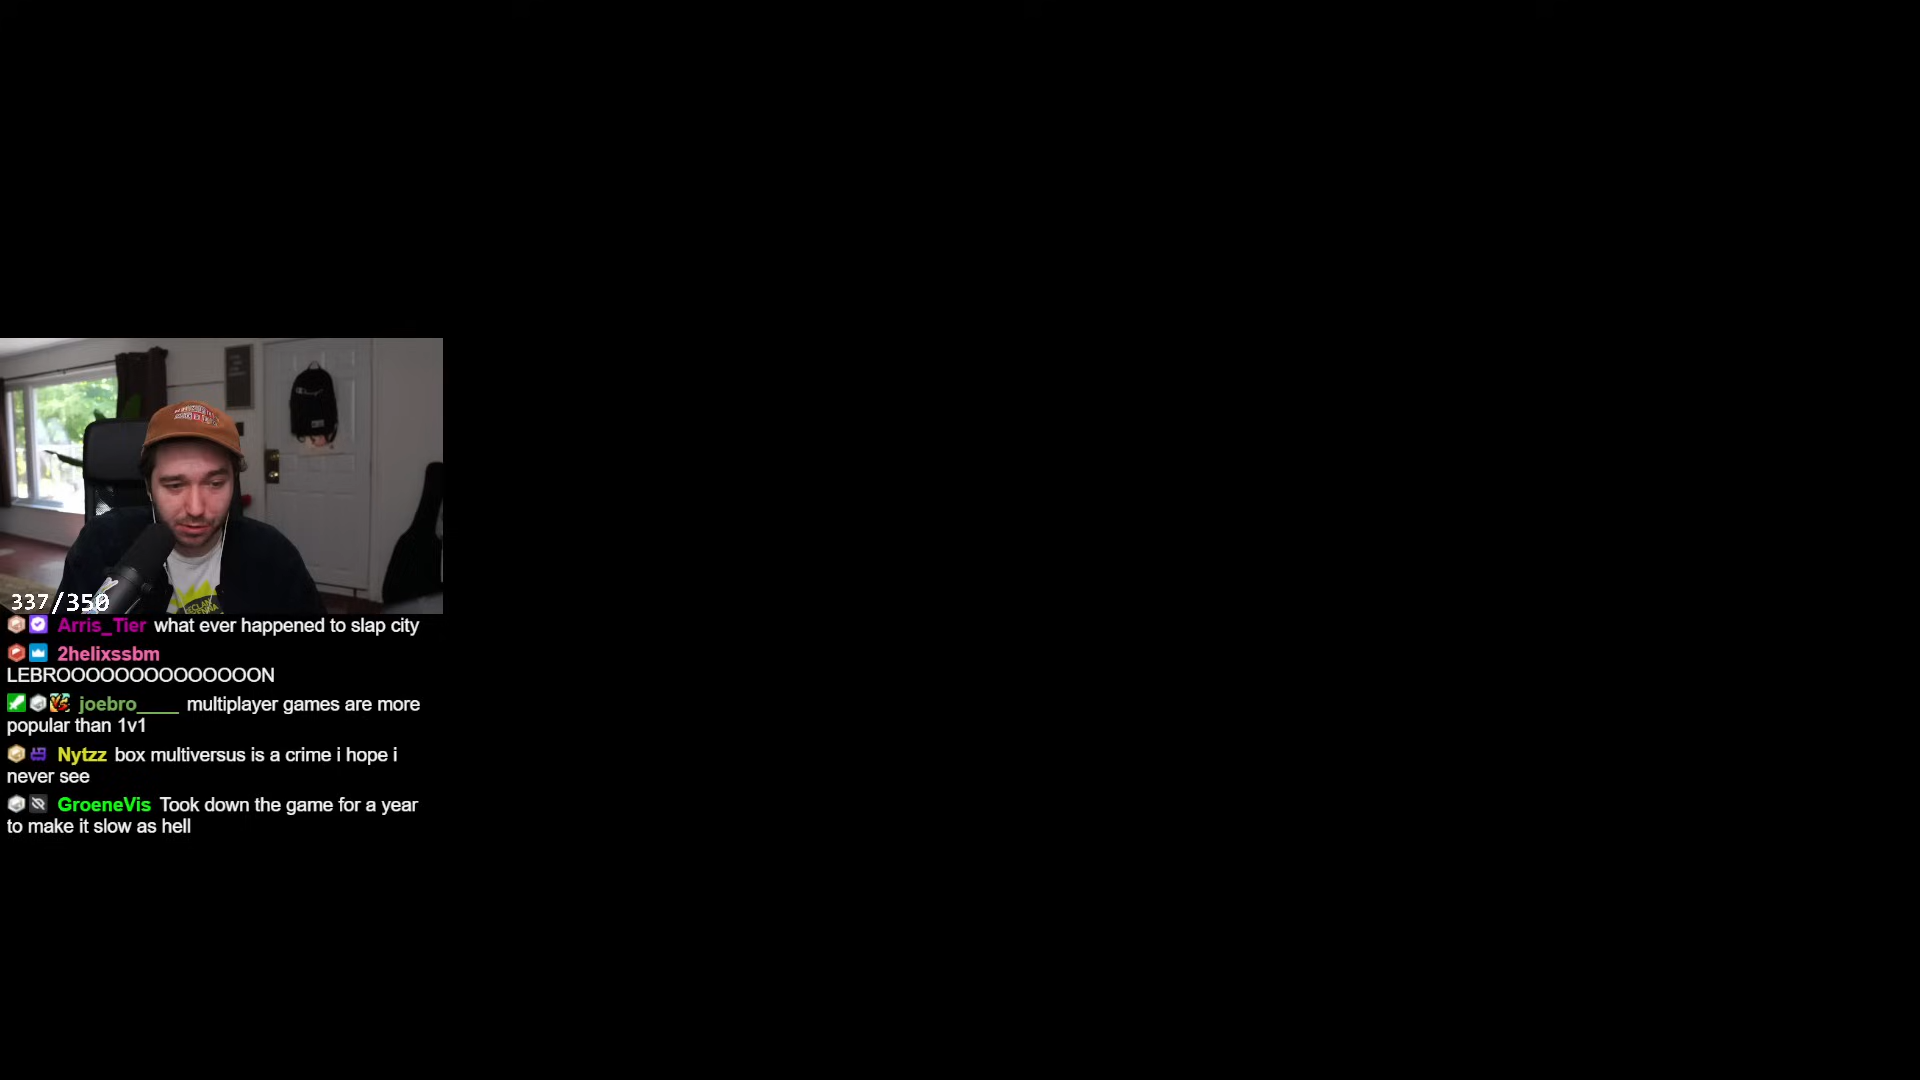 337/350
Arris_Tier what ever happened to slap city
2helixssbm
LEBROOOOOOOOOOOOOOON
joebro____ multiplayer games are more
popular than 1v1
Nytzz box multiversus is a crime i hope i
never see
GroeneVis Took down the game for a year
to make it slow as hell